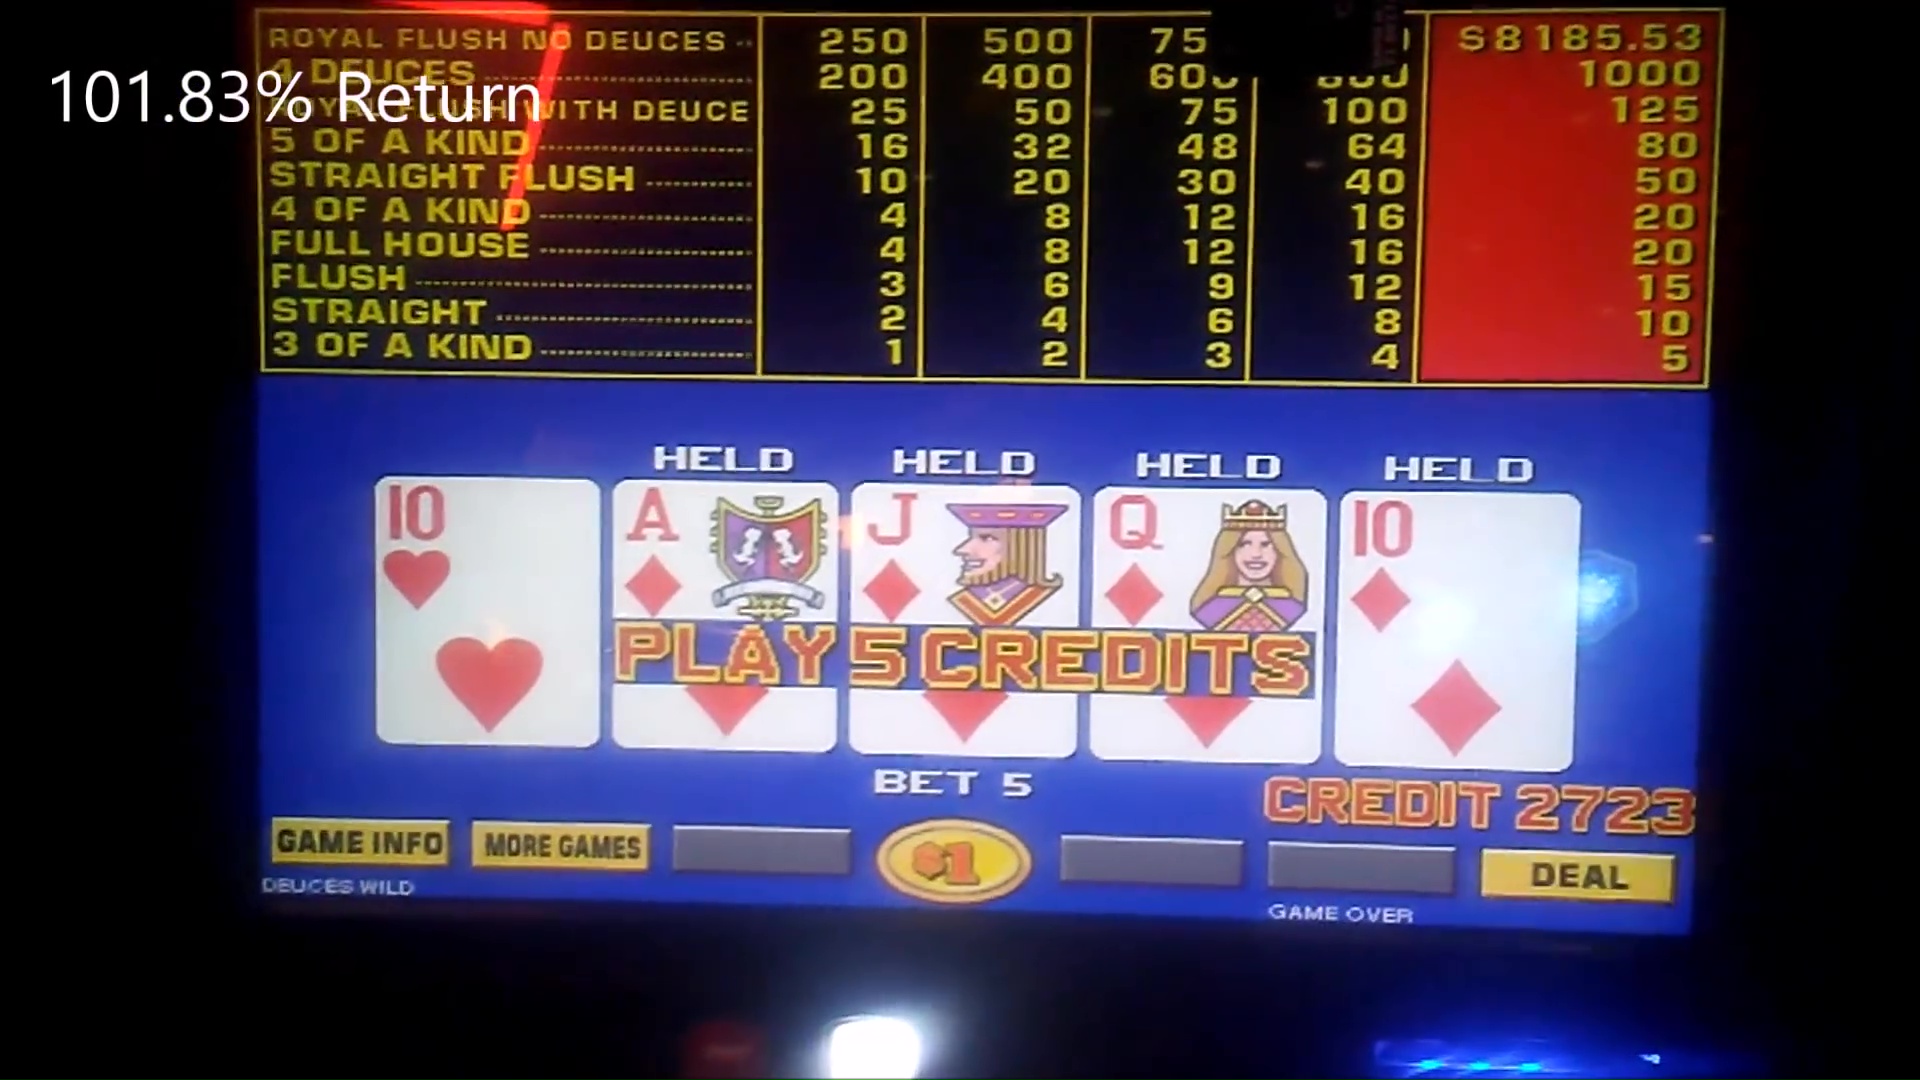 ROYAL FLUSH NO DEUCES 250 500 75 $8185.53
4 DEUCES 200 400 600 800 1000
101.83% Return
ROYAL FLUSH WITH DEUCE 25 50 75 100 125
5 OF A KIND 16 32 48 64 80
STRAIGHT FLUSH 10 20 30 40 50
4 OF A KIND 4 8 12 16 20
FULL HOUSE 4 8 12 16 20
FLUSH 3 6 9 12 15
STRAIGHT 2 4 6 8 10
3 OF A KIND 1 2 3 4 5
HELD HELD HELD HELD
10 A J Q 10
PLAY 5 CREDITS
BET 5
CREDIT 2723
GAME INFO MORE GAMES $1 DEAL
DEUCES WILD
GAME OVER